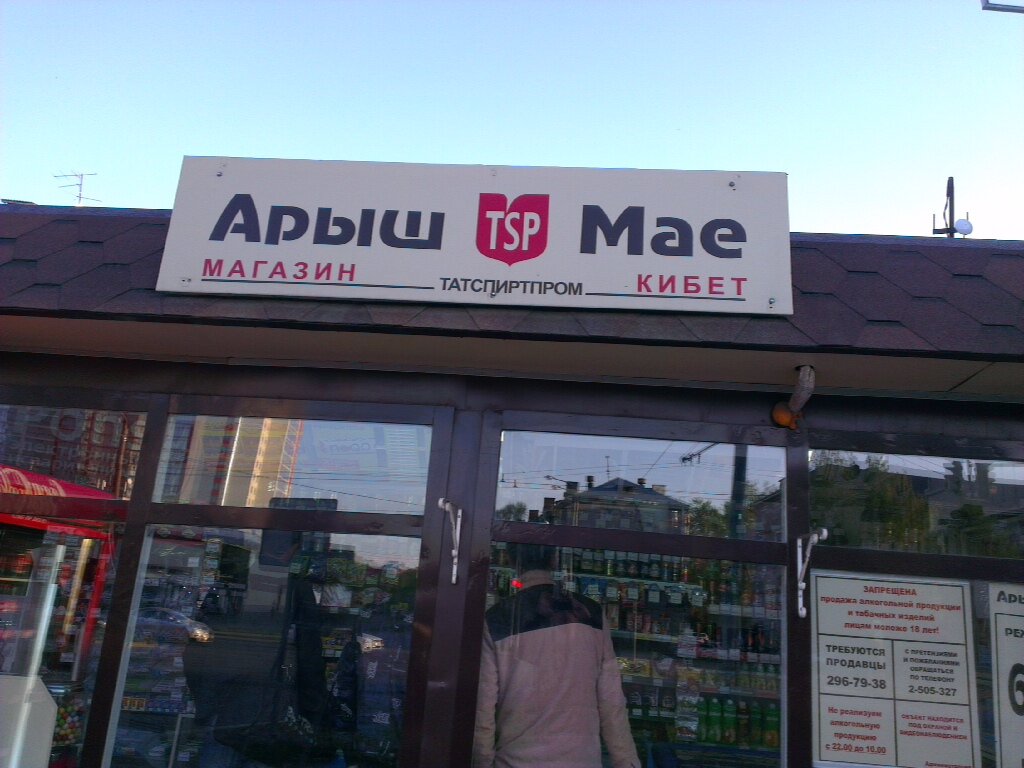 Арыш TSP Мае
МАГАЗИН ТАТСПИРТПРОМ КИБЕТ
ЗАПРЕЩЕНА
продажа алкогольной продукции
и табачных изделий
лицам моложе 18 лет!
ТРЕБУЮТСЯ
ПРОДАВЦЫ
296-79-38
С ПРЕТЕНЗИЯМИ
И ПОЖЕЛАНИЯМИ
ОБРАЩАТЬСЯ
ПО ТЕЛЕФОНУ
2-505-327
Не реализуем
алкогольную
продукцию
с 22.00 до 10.00
ОБЪЕКТ НАХОДИТСЯ
ПОД ОХРАНОЙ И
ВИДЕОНАБЛЮДЕНИЕМ